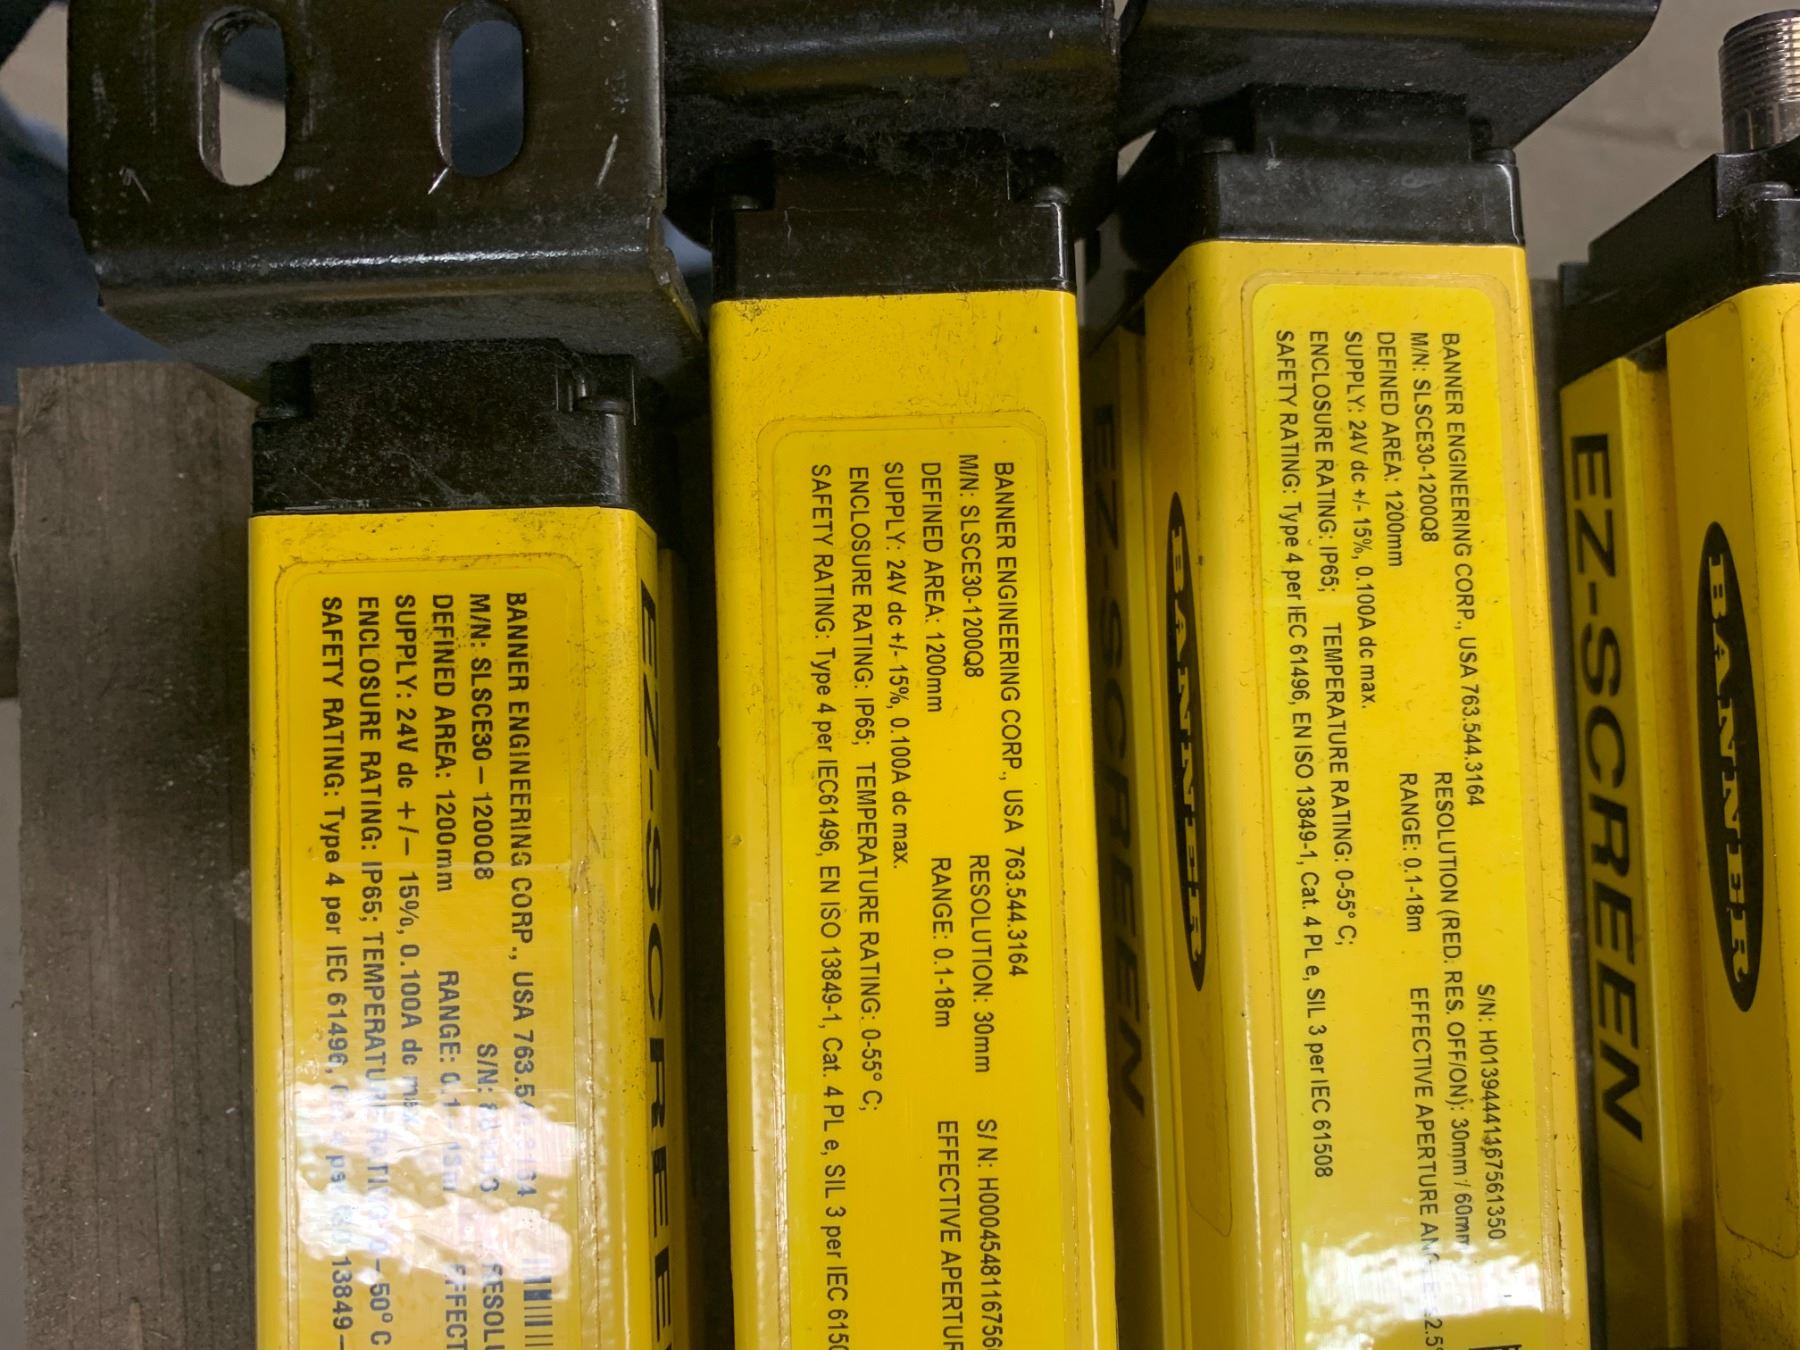 BANNER ENGINEERING CORP., USA
M/N: SLSCE30-1200Q8 S/N:
DEFINED AREA: 1200mm RANGE:
SUPPLY: 24V dc +/- 15%, 0.100A dc
ENCLOSURE RATING: IP65; TEMPERATURE RATING
SAFETY RATING: Type 4 per IEC 61496, 13849-
EZ-SCREEN
BANNER ENGINEERING CORP., USA 763.544.3164
M/N: SLSCE30-1200Q8 RESOLUTION: 30mm S/N: H0004548116756
DEFINED AREA: 1200mm RANGE: 0.1-18m EFFECTIVE APERTUR
SUPPLY: 24V dc +/- 15%, 0.100A dc max.
ENCLOSURE RATING: IP65; TEMPERATURE RATING: 0-55° C;
SAFETY RATING: Type 4 per IEC61496, EN ISO 13849-1, Cat. 4 PL e, SIL 3 per IEC 6150
EZ-SCREEN
BANNER
BANNER ENGINEERING CORP., USA 763.544.3164 S/N: H0139444167561350
M/N: SLSCE30-1200Q8 RESOLUTION (RED. RES. OFF/ON): 30mm / 60mm
DEFINED AREA: 1200mm RANGE: 0.1-18m EFFECTIVE APERTURE
SUPPLY: 24V dc +/- 15%, 0.100A dc max.
ENCLOSURE RATING: IP65; TEMPERATURE RATING: 0-55° C;
SAFETY RATING: Type 4 per IEC 61496, EN ISO 13849-1, Cat. 4 PL e, SIL 3 per IEC 61508
EZ-SCREEN
BANNER